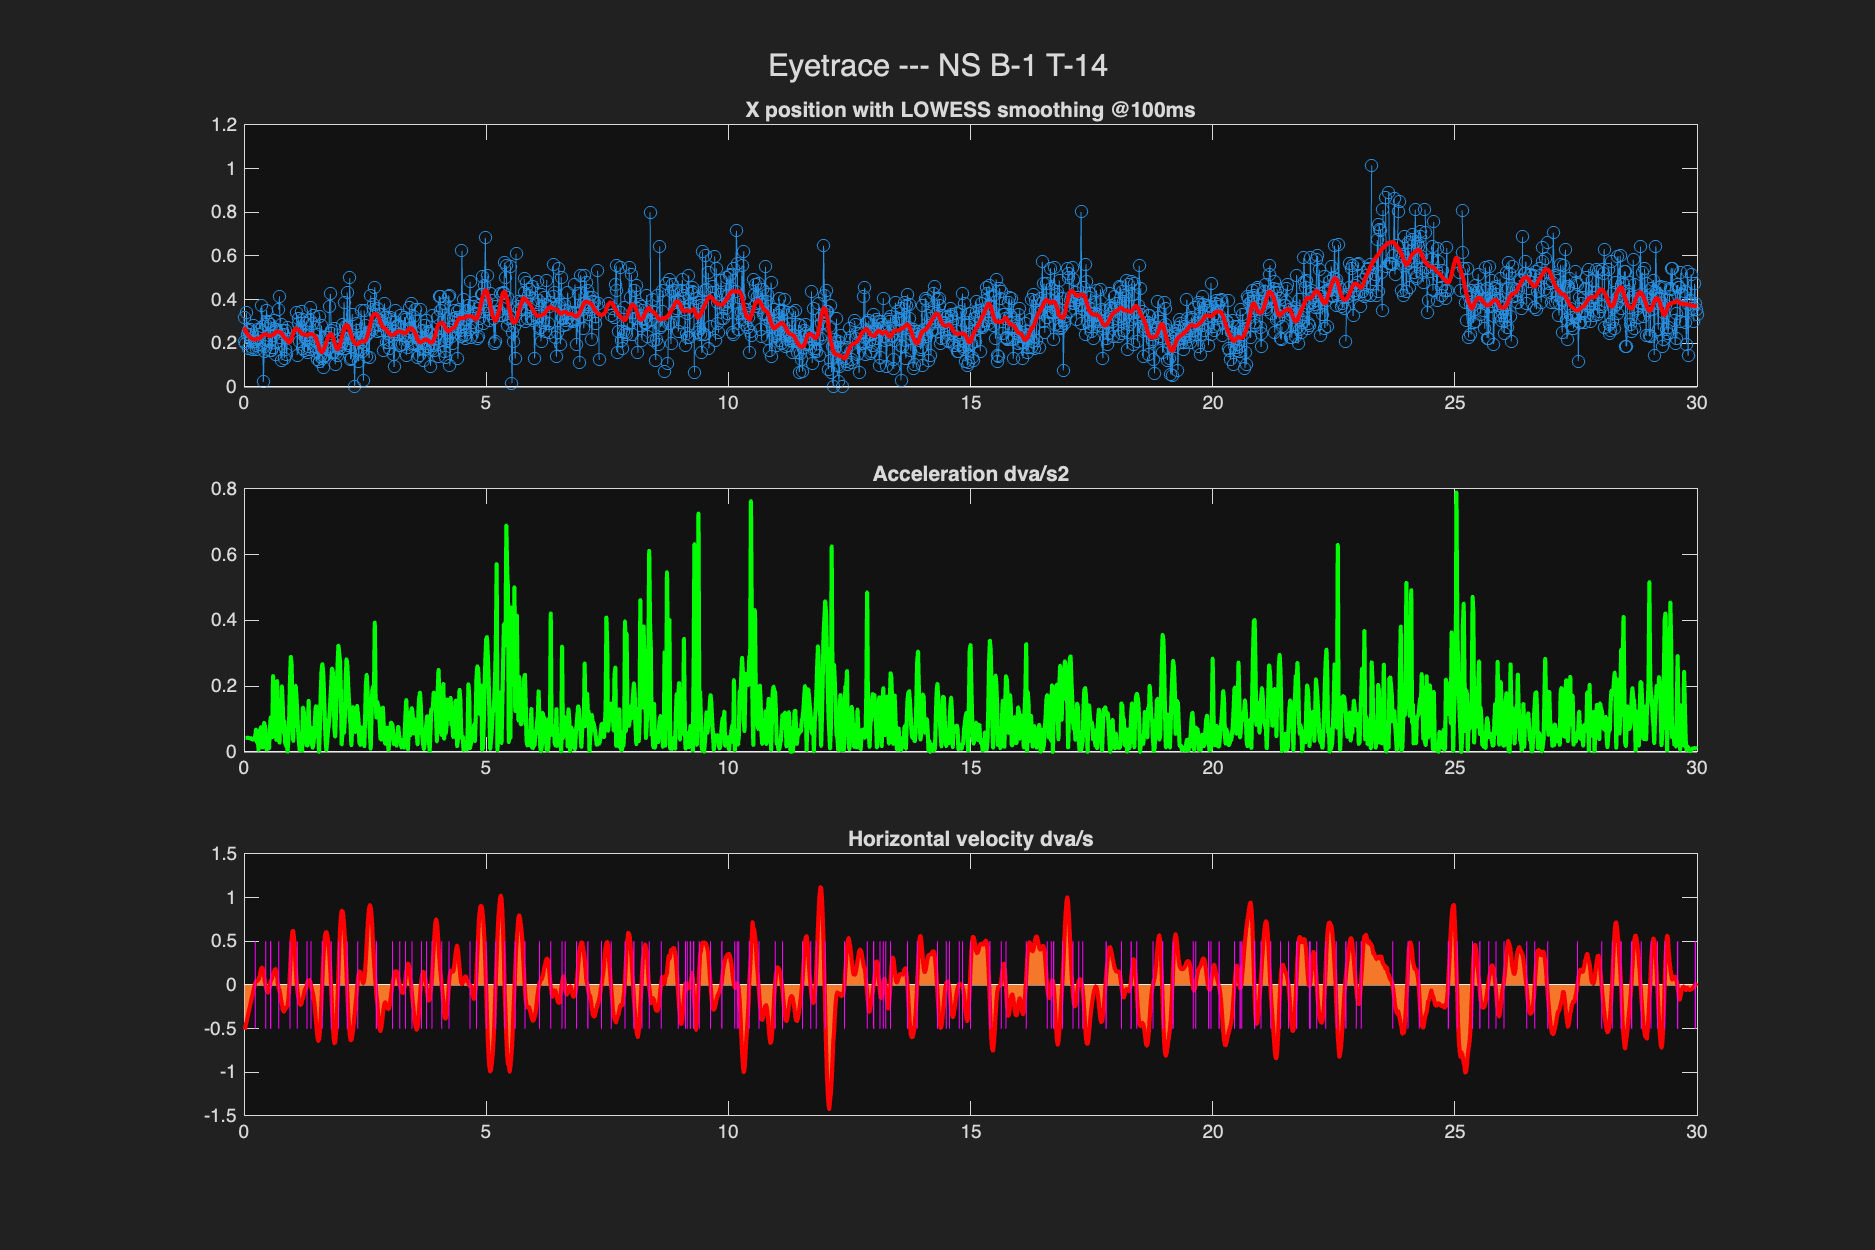 Eyetrace --- NS B-1 T-14
X position with LOWESS smoothing @100ms
1.2
1
0.8
0.6
0.4
0.2
0
0 5 10 15 20 25 30
Acceleration dva/s2
0.8
0.6
0.4
0.2
0
0 5 10 15 20 25 30
Horizontal velocity dva/s
1.5
1
0.5
0
-0.5
-1
-1.5
0 5 10 15 20 25 30